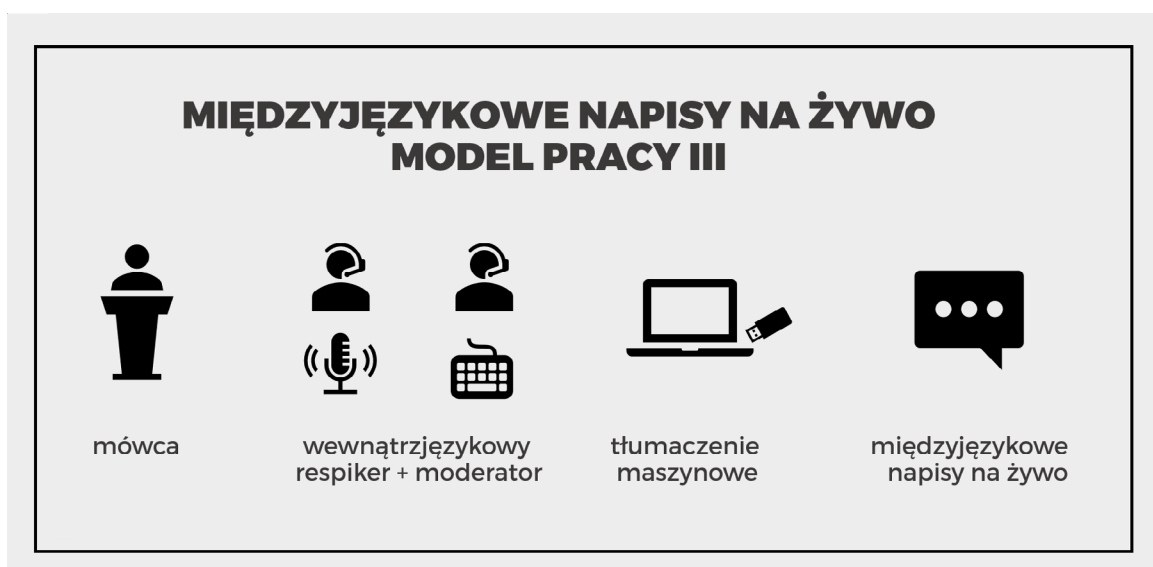 MIĘDZYJĘZYKOWE NAPISY NA ŻYWO
MODEL PRACY III
mówca
wewnątrzjęzykowy
respiker + moderator
tłumaczenie
maszynowe
międzyjęzykowe
napisy na żywo